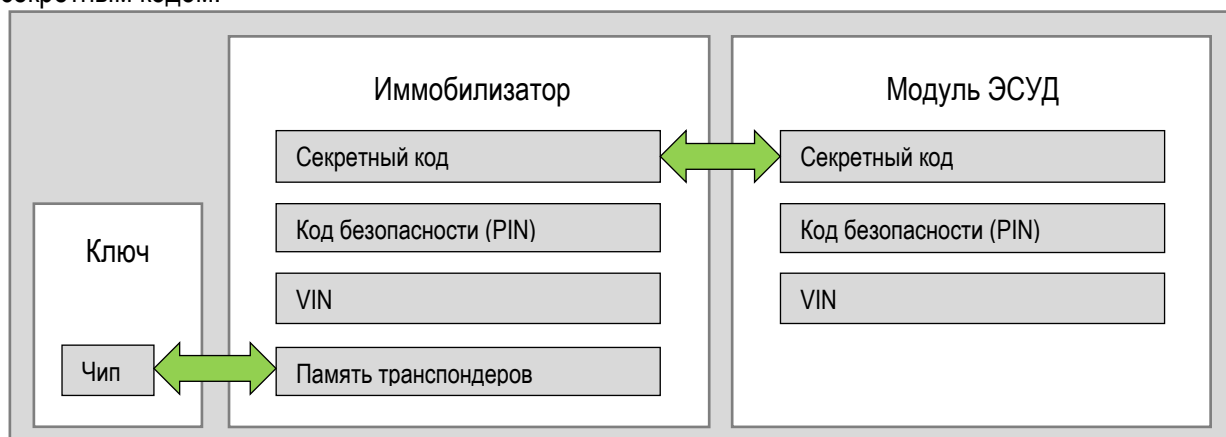 секретным кодом.
Иммобилизатор
Модуль ЭСУД
Секретный код
Секретный код
Ключ
Код безопасности (PIN)
Код безопасности (PIN)
VIN
VIN
Чип
Память транспондеров